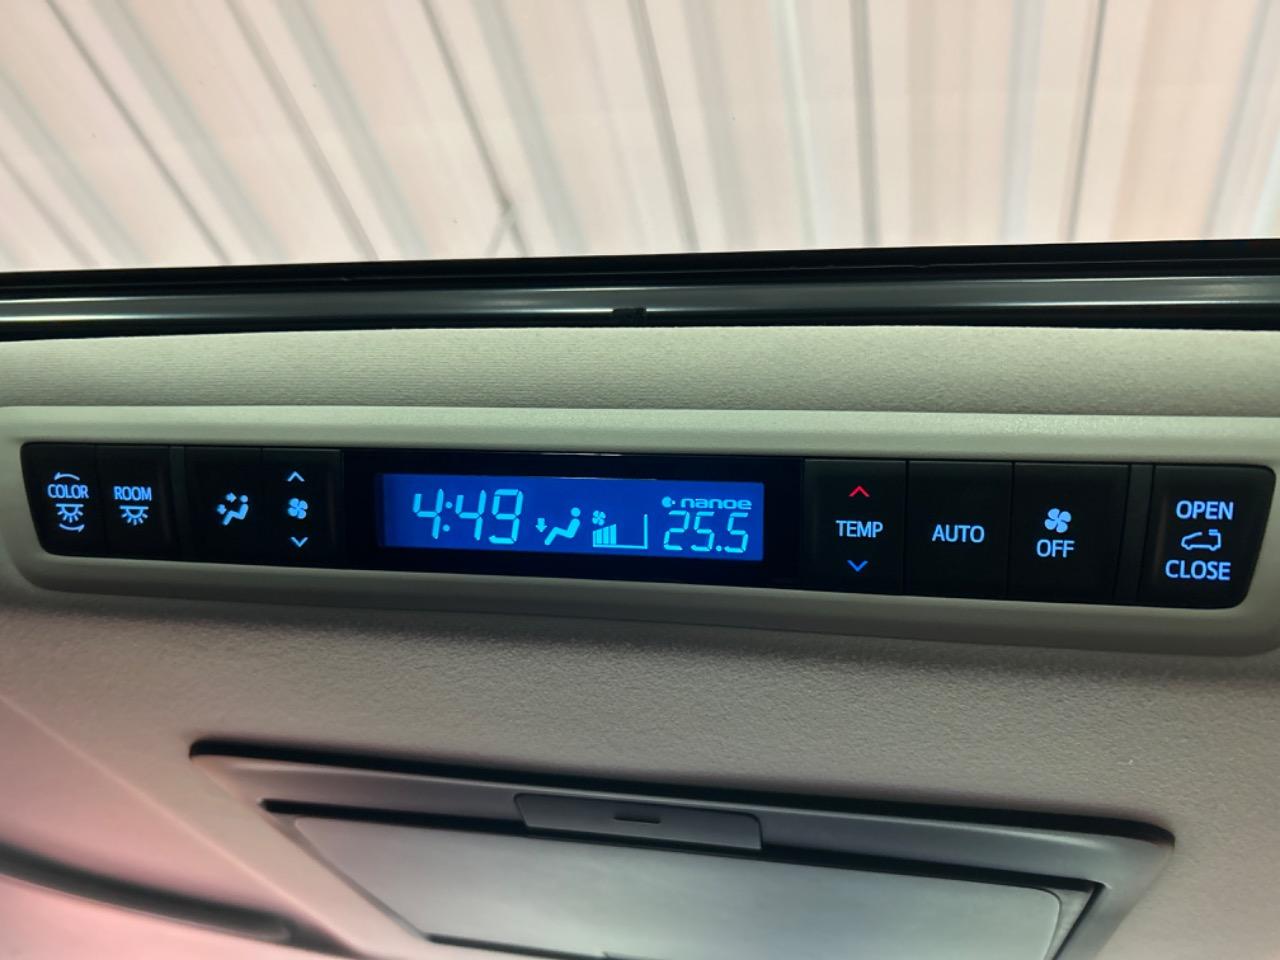 COLOR
ROOM
4:49
nanoe
25.5
TEMP
AUTO
OFF
OPEN
CLOSE